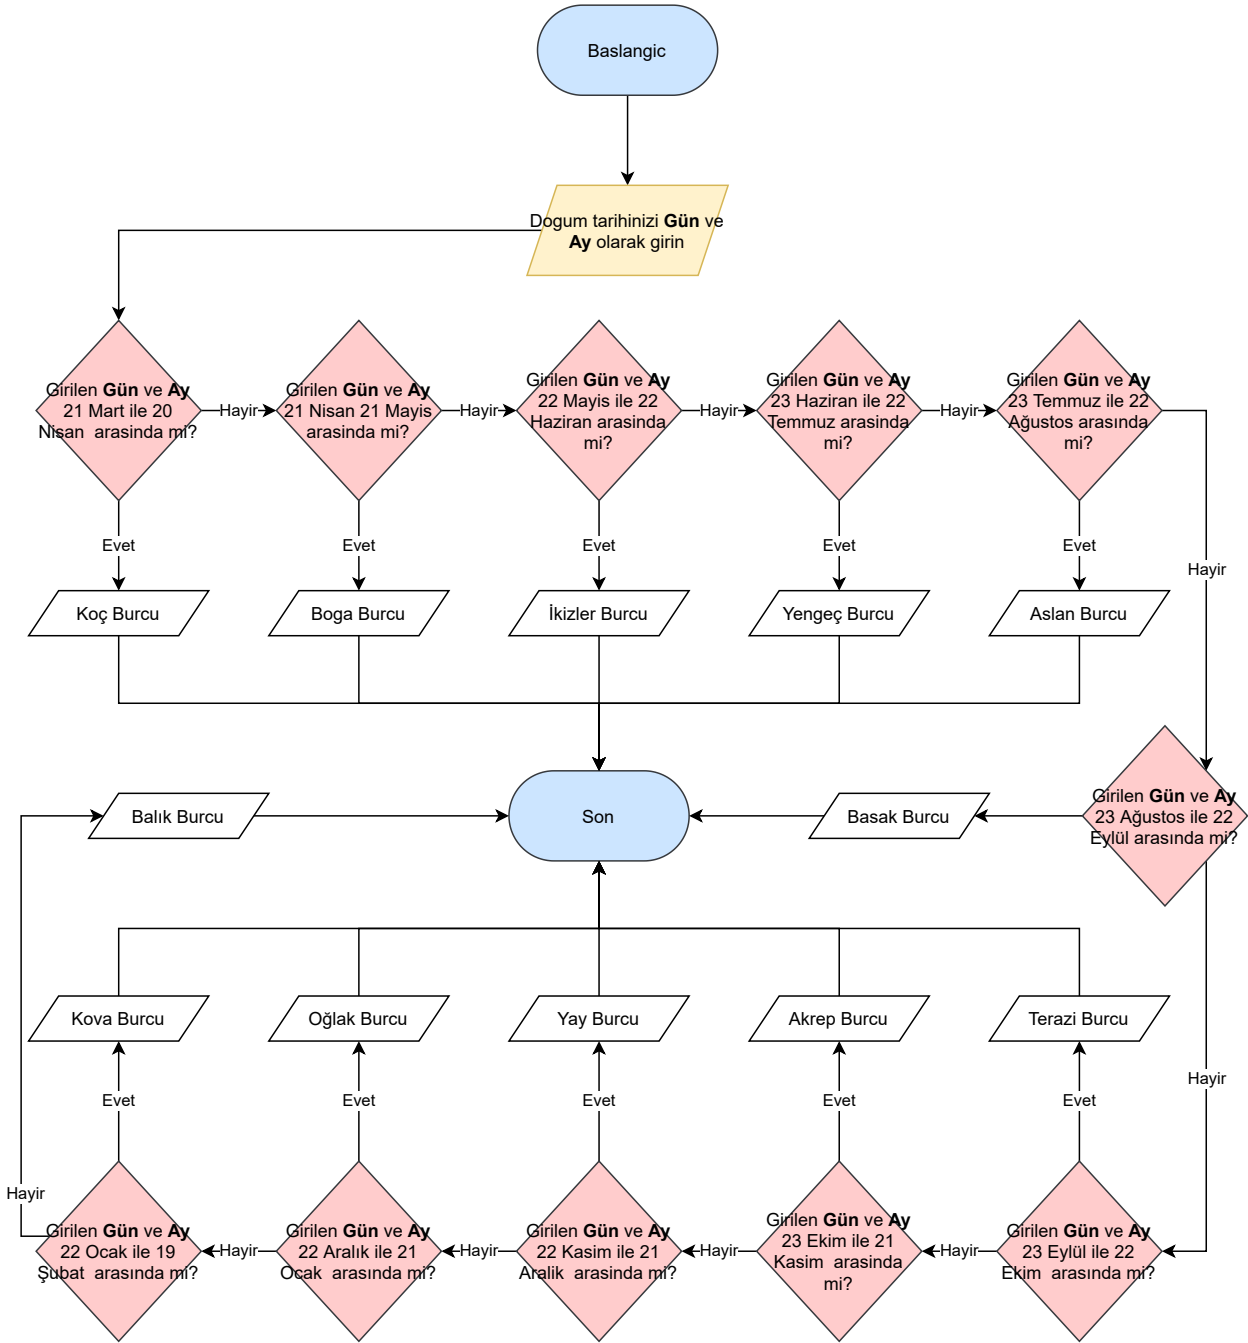 Baslangic
Dogum tarihinizi Gün ve
Ay olarak girin
Girilen Gün ve Ay
21 Mart ile 20
Nisan  arasinda mi?
Hayir
Girilen Gün ve Ay
21 Nisan 21 Mayis
arasinda mi?
Hayir
Girilen Gün ve Ay
22 Mayis ile 22
Haziran arasinda
mi?
Hayir
Girilen Gün ve Ay
23 Haziran ile 22
Temmuz arasinda
mi?
Hayir
Girilen Gün ve Ay
23 Temmuz ile 22
Ağustos arasında
mi?
Evet
Evet
Evet
Evet
Evet
Hayir
Koç Burcu
Boga Burcu
İkizler Burcu
Yengeç Burcu
Aslan Burcu
Balık Burcu
Son
Basak Burcu
Girilen Gün ve Ay
23 Ağustos ile 22
Eylül arasında mi?
Kova Burcu
Oğlak Burcu
Yay Burcu
Akrep Burcu
Terazi Burcu
Hayir
Evet
Evet
Evet
Evet
Evet
Hayir
Girilen Gün ve Ay
22 Ocak ile 19
Şubat  arasında mi?
Hayir
Girilen Gün ve Ay
22 Aralık ile 21
Ocak  arasında mi?
Hayir
Girilen Gün ve Ay
22 Kasim ile 21
Aralik  arasinda mi?
Hayir
Girilen Gün ve Ay
23 Ekim ile 21
Kasim  arasinda
mi?
Hayir
Girilen Gün ve Ay
23 Eylül ile 22
Ekim  arasında mi?